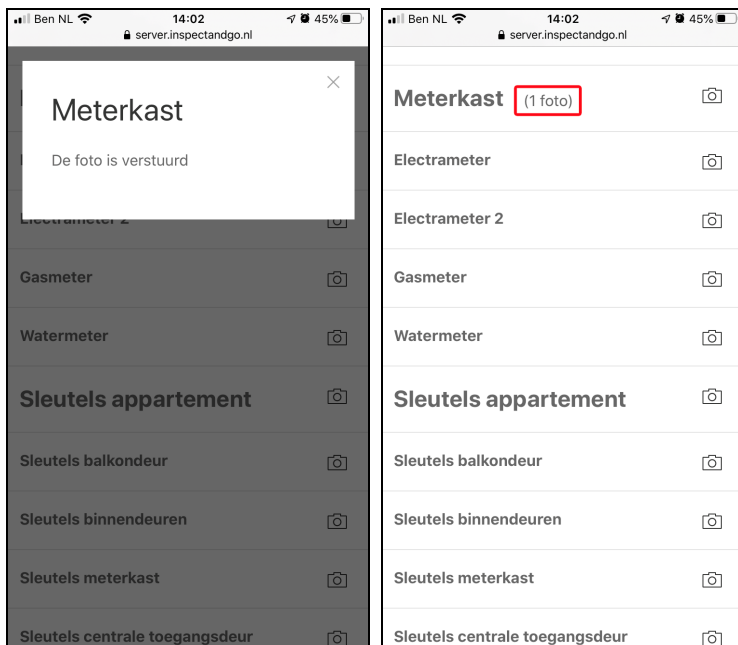 Ben NL 14:02 45%
server.inspectandgo.nl
Meterkast
De foto is verstuurd
Electrameter 2
Gasmeter
Watermeter
Sleutels appartement
Sleutels balkondeur
Sleutels binnendeuren
Sleutels meterkast
Sleutels centrale toegangsdeur
Ben NL 14:02 45%
server.inspectandgo.nl
Meterkast (1 foto)
Electrameter
Electrameter 2
Gasmeter
Watermeter
Sleutels appartement
Sleutels balkondeur
Sleutels binnendeuren
Sleutels meterkast
Sleutels centrale toegangsdeur